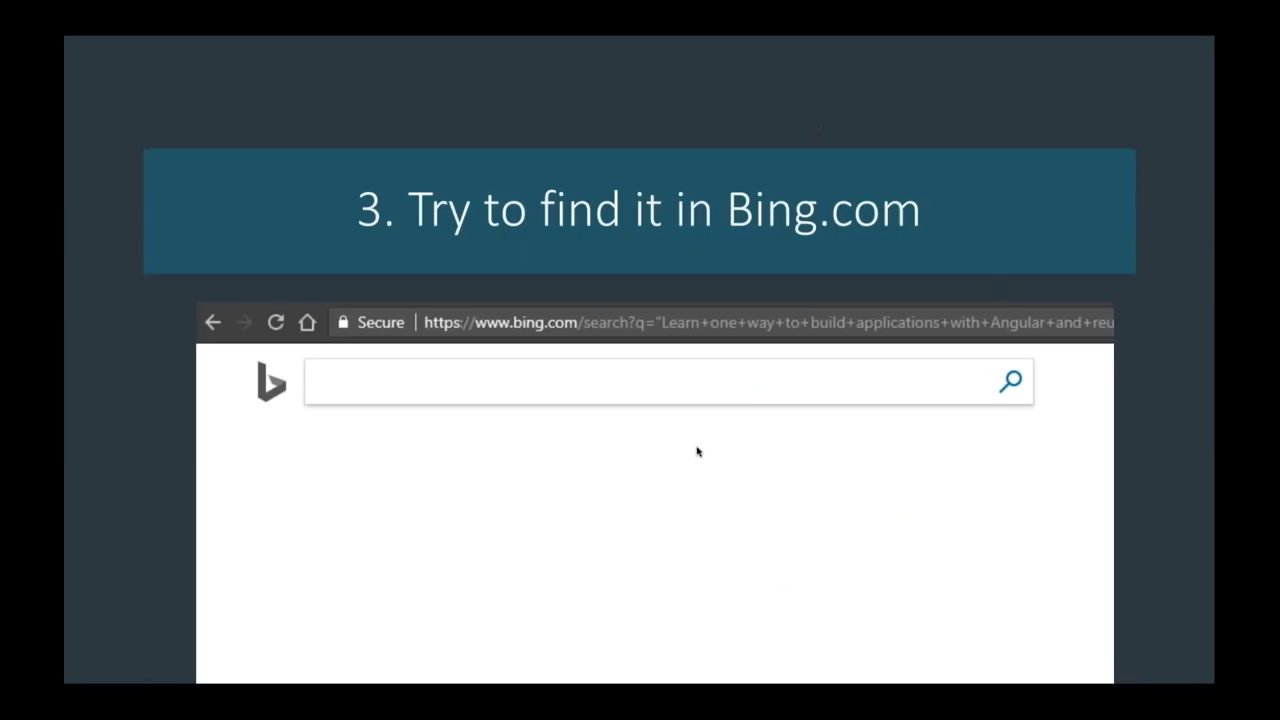 3. Try to find it in Bing.com
Secure | https://www.bing.com/search?q="Learn+one+way+to+build+applications+with+Angular+and+reu